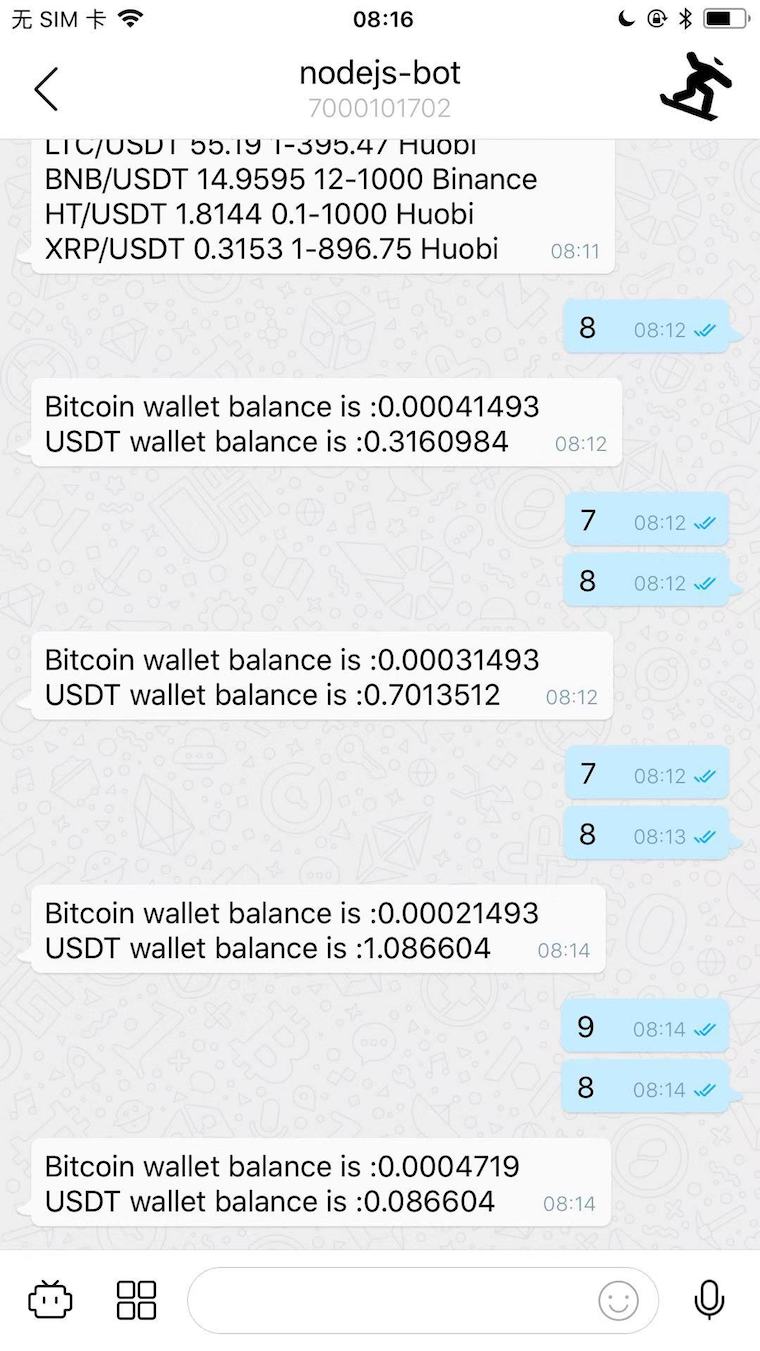 无 SIM 卡
08:16
nodejs-bot
7000101702
LTC/USDT 55.19 1-395.47 Huobi
BNB/USDT 14.9595 12-1000 Binance
HT/USDT 1.8144 0.1-1000 Huobi
XRP/USDT 0.3153 1-896.75 Huobi 08:11
8 08:12
Bitcoin wallet balance is :0.00041493
USDT wallet balance is :0.3160984 08:12
7 08:12
8 08:12
Bitcoin wallet balance is :0.00031493
USDT wallet balance is :0.7013512 08:12
7 08:12
8 08:13
Bitcoin wallet balance is :0.00021493
USDT wallet balance is :1.086604 08:14
9 08:14
8 08:14
Bitcoin wallet balance is :0.0004719
USDT wallet balance is :0.086604 08:14